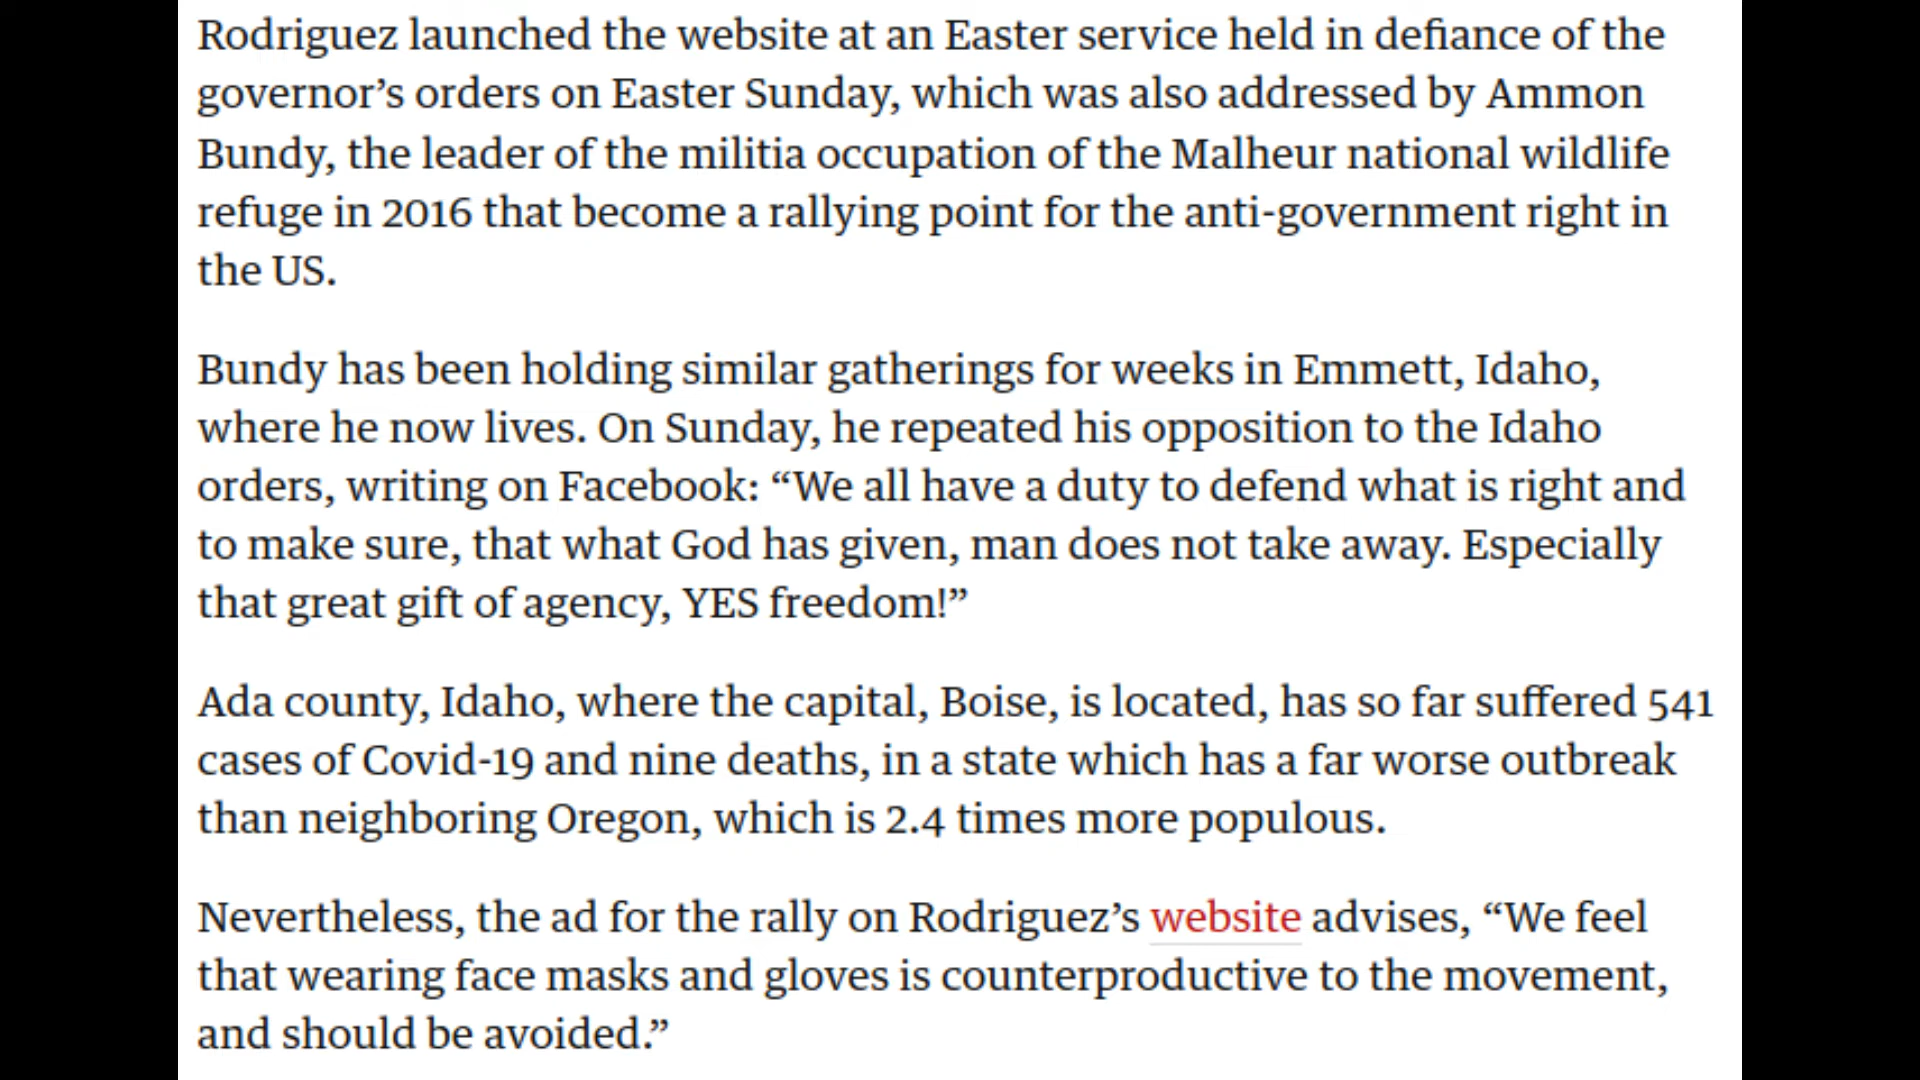 Rodriguez launched the website at an Easter service held in defiance of the
governor’s orders on Easter Sunday, which was also addressed by Ammon
Bundy, the leader of the militia occupation of the Malheur national wildlife
refuge in 2016 that become a rallying point for the anti-government right in
the US.
Bundy has been holding similar gatherings for weeks in Emmett, Idaho,
where he now lives. On Sunday, he repeated his opposition to the Idaho
orders, writing on Facebook: “We all have a duty to defend what is right and
to make sure, that what God has given, man does not take away. Especially
that great gift of agency, YES freedom!”
Ada county, Idaho, where the capital, Boise, is located, has so far suffered 541
cases of Covid-19 and nine deaths, in a state which has a far worse outbreak
than neighboring Oregon, which is 2.4 times more populous.
Nevertheless, the ad for the rally on Rodriguez’s website advises, “We feel
that wearing face masks and gloves is counterproductive to the movement,
and should be avoided.”